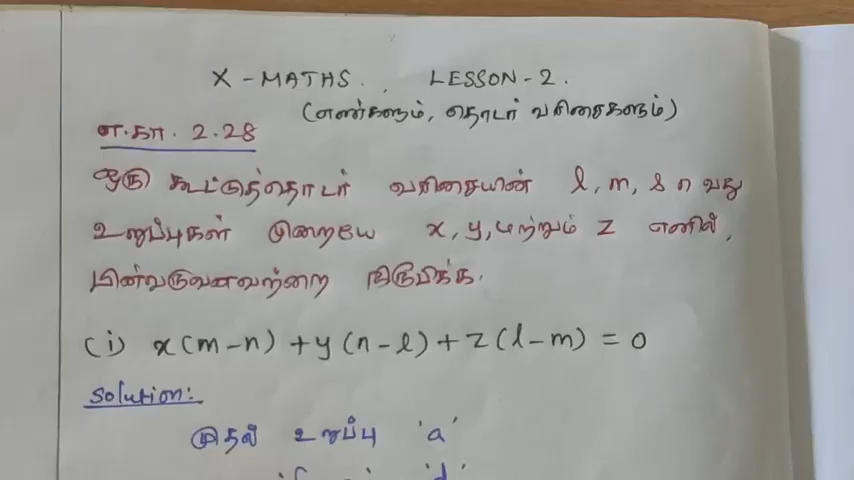 X - MATHS. LESSON - 2.
(எண்களும், தொடர் வரிசைகளும்)
எ.கா. 2.28
ஒரு கூட்டுத்தொடர் வரிசையின் l, m, & n வது
உறுப்புகள் முறையே x, y, மற்றும் z எனில்,
பின்வருவனவற்றை நிரூபிக்க.
(i) x(m-n) + y(n-l) + z(l-m) = 0
Solution:
முதல் உறுப்பு 'a'
'd'